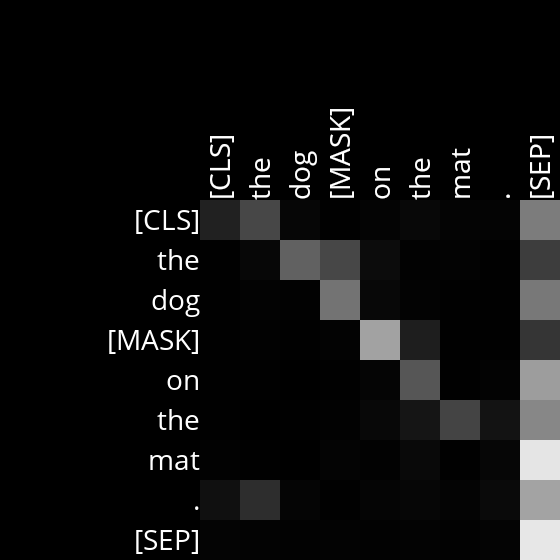 [CLS] the dog [MASK] on the mat . [SEP]
[CLS]
the
dog
[MASK]
on
the
mat
.
[SEP]